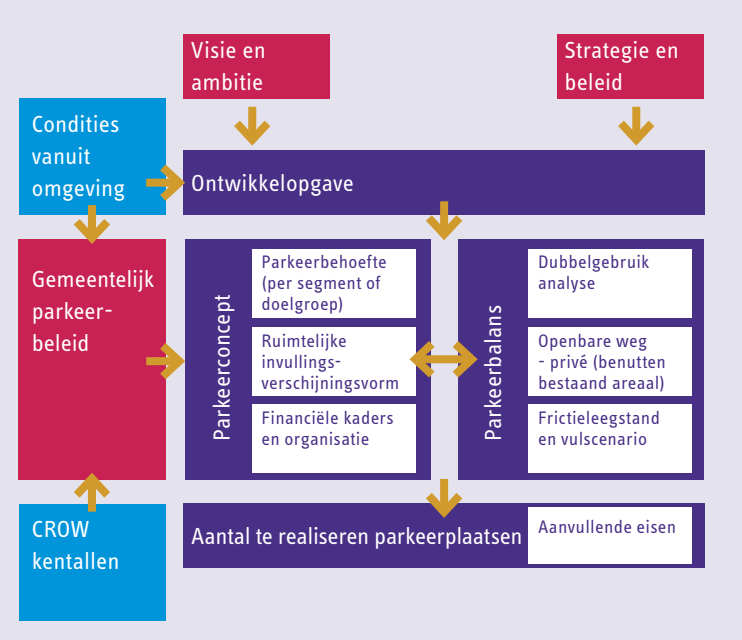 Visie en
ambitie
Strategie en
beleid
Condities
vanuit
omgeving
Ontwikkelopgave
Gemeentelijk
parkeer-
beleid
Parkeerconcept
Parkeerbehoefte
(per segment of
doelgroep)
Ruimtelijke
invullings-
verschijningsvorm
Financiële kaders
en organisatie
Parkeerbalans
Dubbelgebruik
analyse
Openbare weg
- privé (benutten
bestaand areaal)
Frictieleegstand
en vulscenario
CROW
kentallen
Aantal te realiseren parkeerplaatsen
Aanvullende eisen